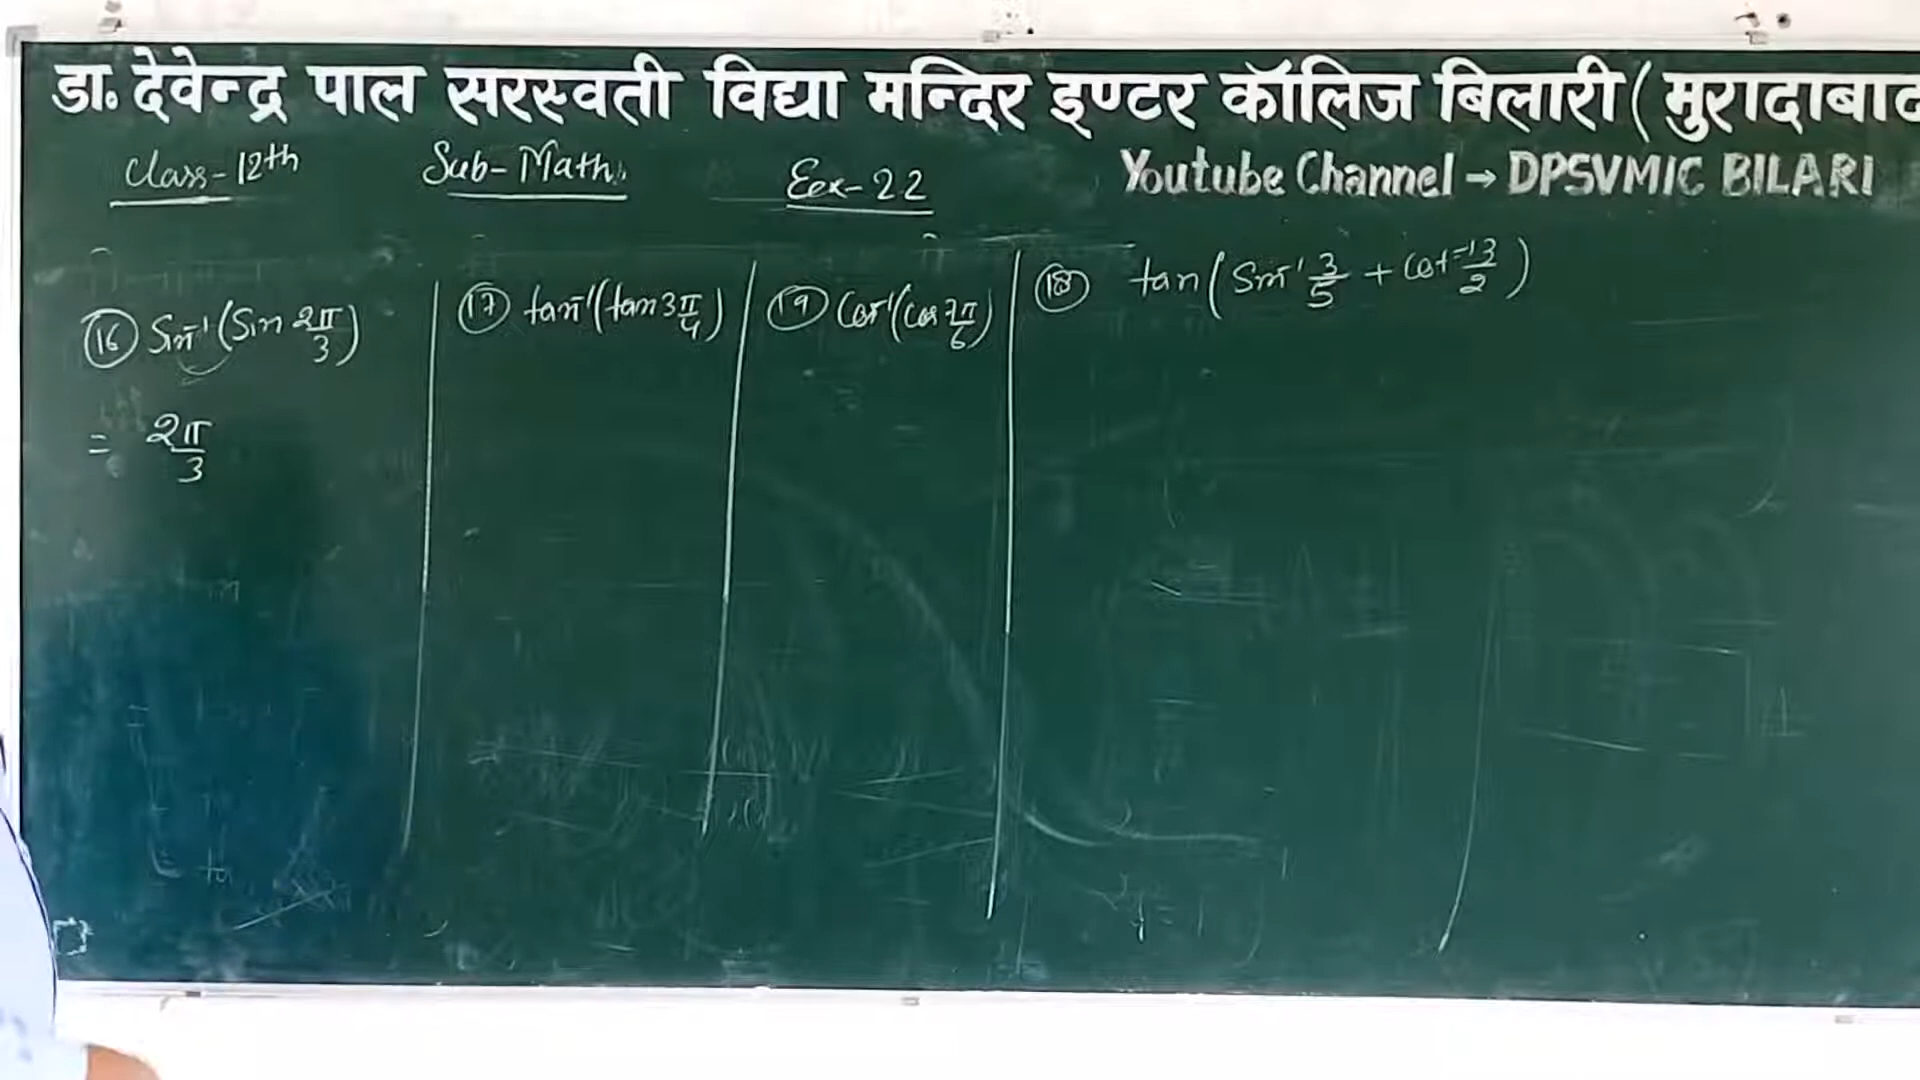 डा. देवेन्द्र पाल सरस्वती विद्या मन्दिर इण्टर कॉलिज बिलारी ( मुरादाबाद
Class-12th Sub-Math. Eex-22
Youtube Channel → DPSVMIC BILARI
(16) Sin⁻¹(Sin 2π/3)
= 2π/3
(17) tan⁻¹(tan 3π/4)
(19) Cos⁻¹(Cos 7π/6)
(18) tan(Sin⁻¹ 3/5 + Cot⁻¹ 3/2)